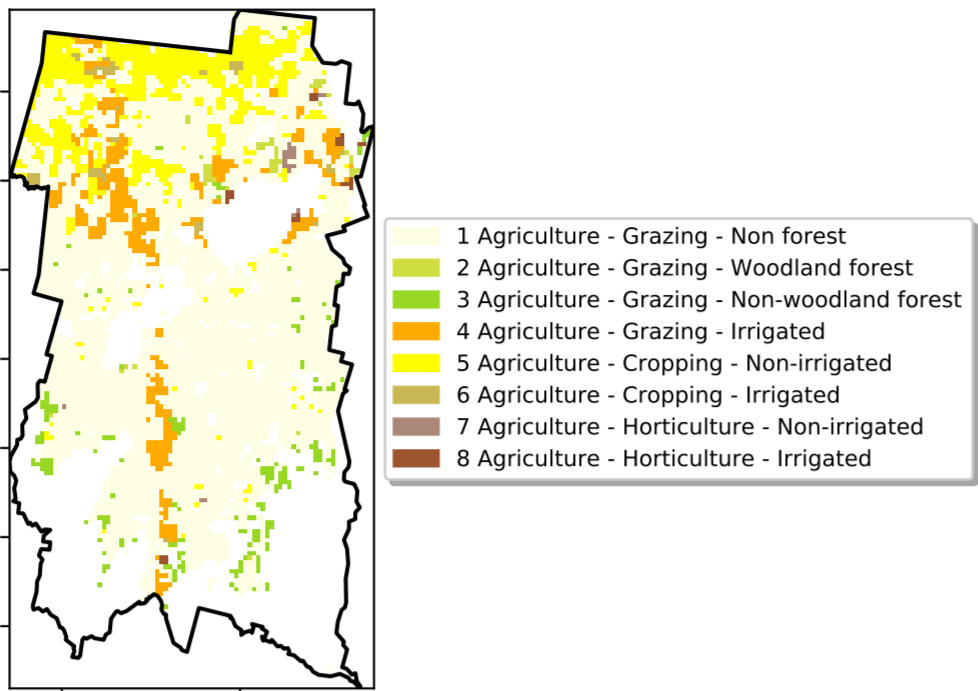 1 Agriculture - Grazing - Non forest
2 Agriculture - Grazing - Woodland forest
3 Agriculture - Grazing - Non-woodland forest
4 Agriculture - Grazing - Irrigated
5 Agriculture - Cropping - Non-irrigated
6 Agriculture - Cropping - Irrigated
7 Agriculture - Horticulture - Non-irrigated
8 Agriculture - Horticulture - Irrigated